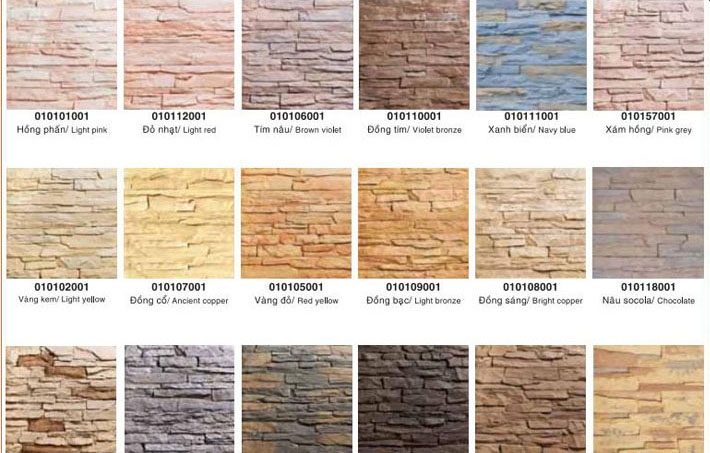 010101001
Hồng phấn/ Light pink
010112001
Đỏ nhạt/ Light red
010106001
Tím nâu/ Brown violet
010110001
Đồng tím/ Violet bronze
010111001
Xanh biển/ Navy blue
010157001
Xám hồng/ Pink grey
010102001
Vàng kem/ Light yellow
010107001
Đồng cổ/ Ancient copper
010105001
Vàng đỏ/ Red yellow
010109001
Đồng bạc/ Light bronze
010108001
Đồng sáng/ Bright copper
010118001
Nâu socola/ Chocolate